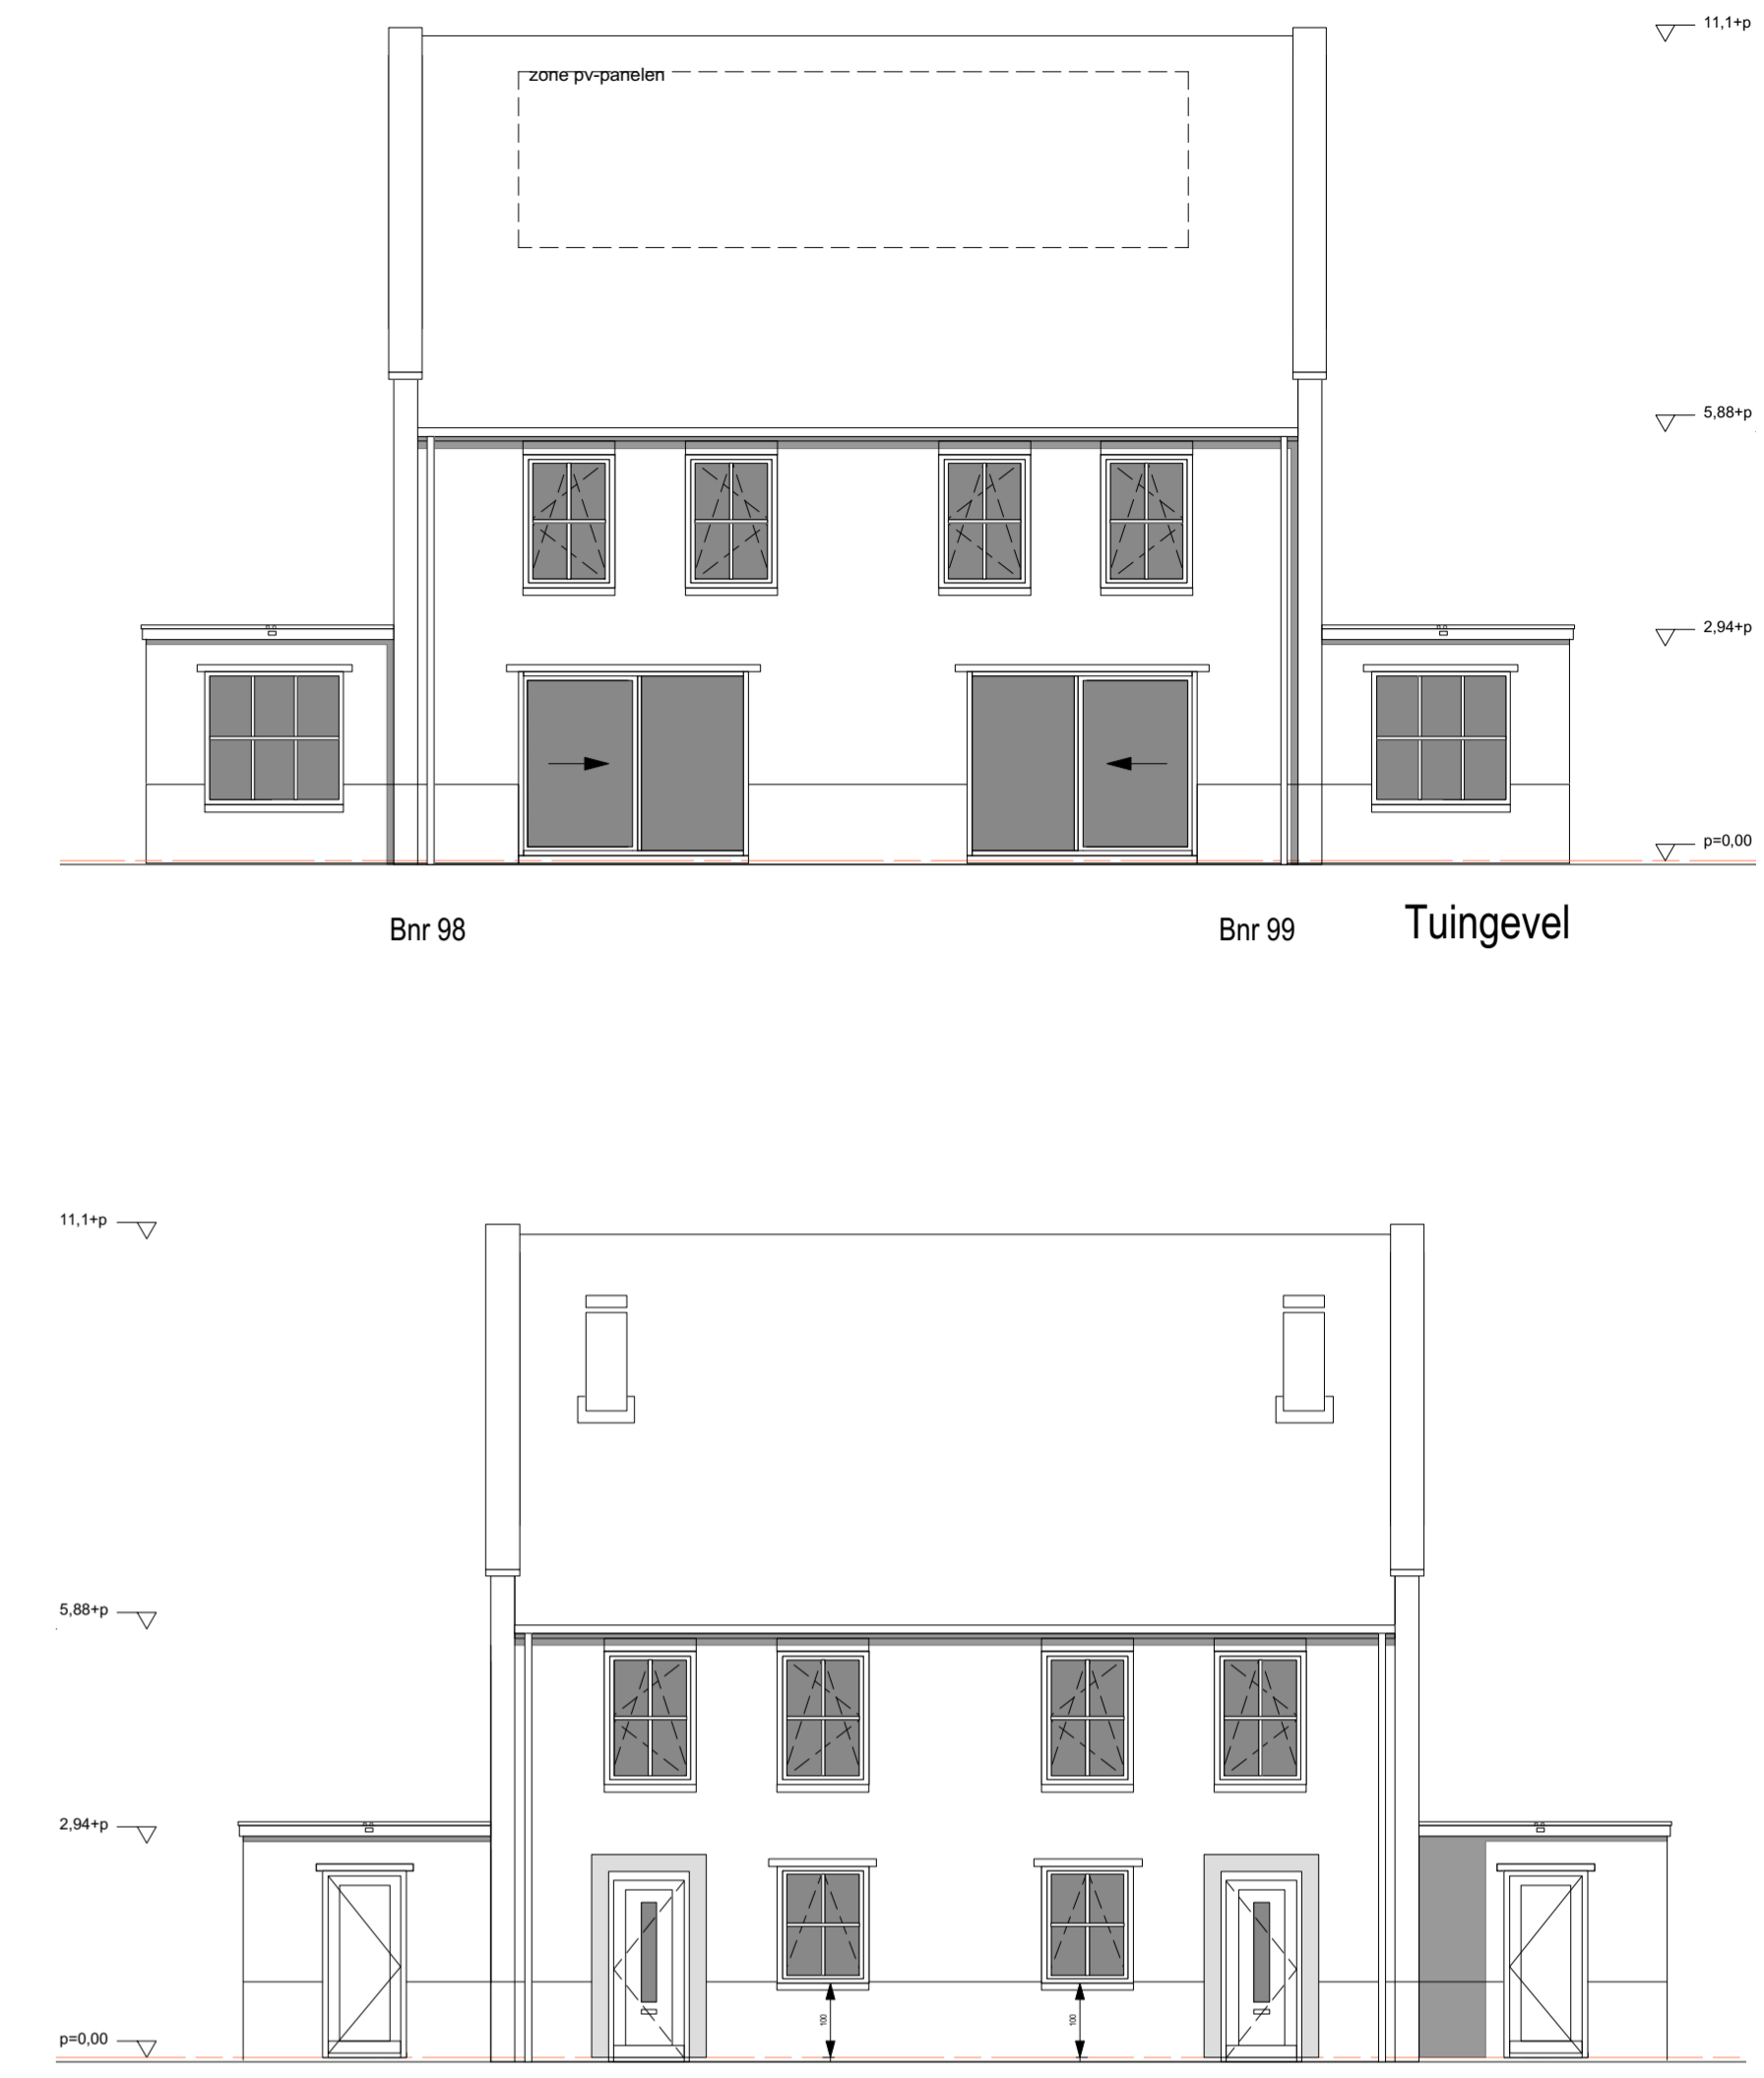 11,1+p
zone pv-panelen
5,88+p
2,94+p
p=0,00
Bnr 98
Bnr 99
Tuingevel
11,1+p
5,88+p
2,94+p
p=0,00
100
100